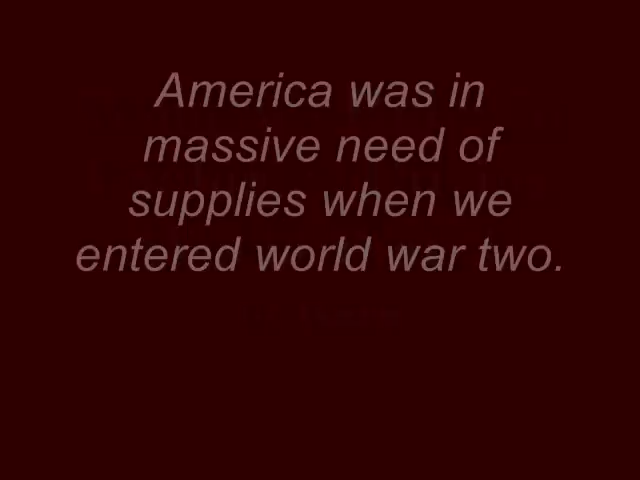 America was in
massive need of
supplies when we
entered world war two.